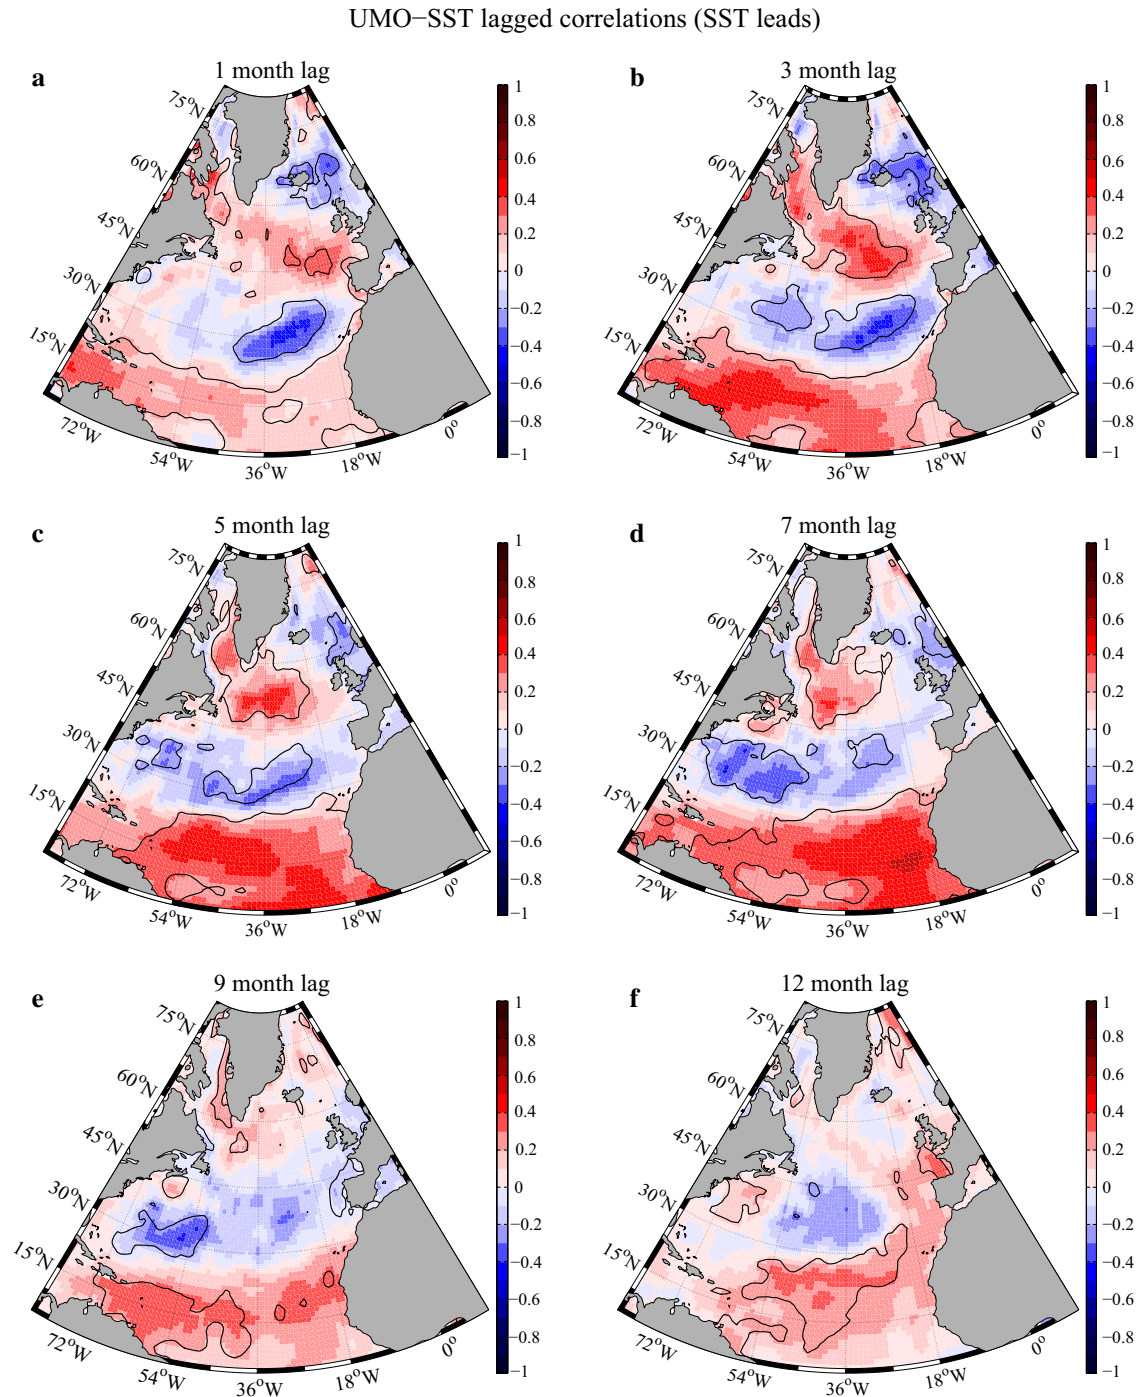 UMO−SST lagged correlations (SST leads)
a
1 month lag
75°N
60°N
45°N
30°N
15°N
72°W
54°W
36°W
18°W
0°
1
0.8
0.6
0.4
0.2
0
−0.2
−0.4
−0.6
−0.8
−1
b
3 month lag
75°N
60°N
45°N
30°N
15°N
72°W
54°W
36°W
18°W
0°
1
0.8
0.6
0.4
0.2
0
−0.2
−0.4
−0.6
−0.8
−1
c
5 month lag
75°N
60°N
45°N
30°N
15°N
72°W
54°W
36°W
18°W
0°
1
0.8
0.6
0.4
0.2
0
−0.2
−0.4
−0.6
−0.8
−1
d
7 month lag
75°N
60°N
45°N
30°N
15°N
72°W
54°W
36°W
18°W
0°
1
0.8
0.6
0.4
0.2
0
−0.2
−0.4
−0.6
−0.8
−1
e
9 month lag
75°N
60°N
45°N
30°N
15°N
72°W
54°W
36°W
18°W
0°
1
0.8
0.6
0.4
0.2
0
−0.2
−0.4
−0.6
−0.8
−1
f
12 month lag
75°N
60°N
45°N
30°N
15°N
72°W
54°W
36°W
18°W
0°
1
0.8
0.6
0.4
0.2
0
−0.2
−0.4
−0.6
−0.8
−1